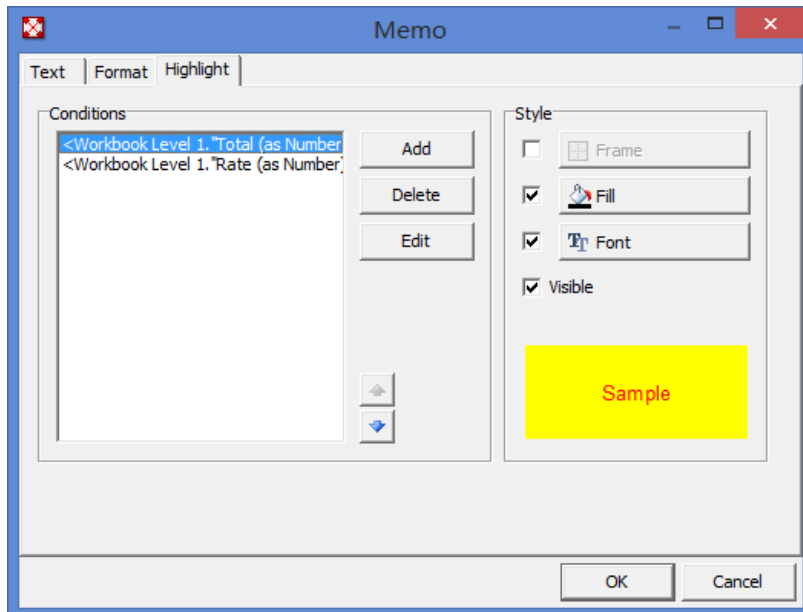 Memo
Text Format Highlight
Conditions
<Workbook Level 1."Total (as Number
<Workbook Level 1."Rate (as Number)
Add
Delete
Edit
Style
Frame
Fill
Font
Visible
Sample
OK Cancel